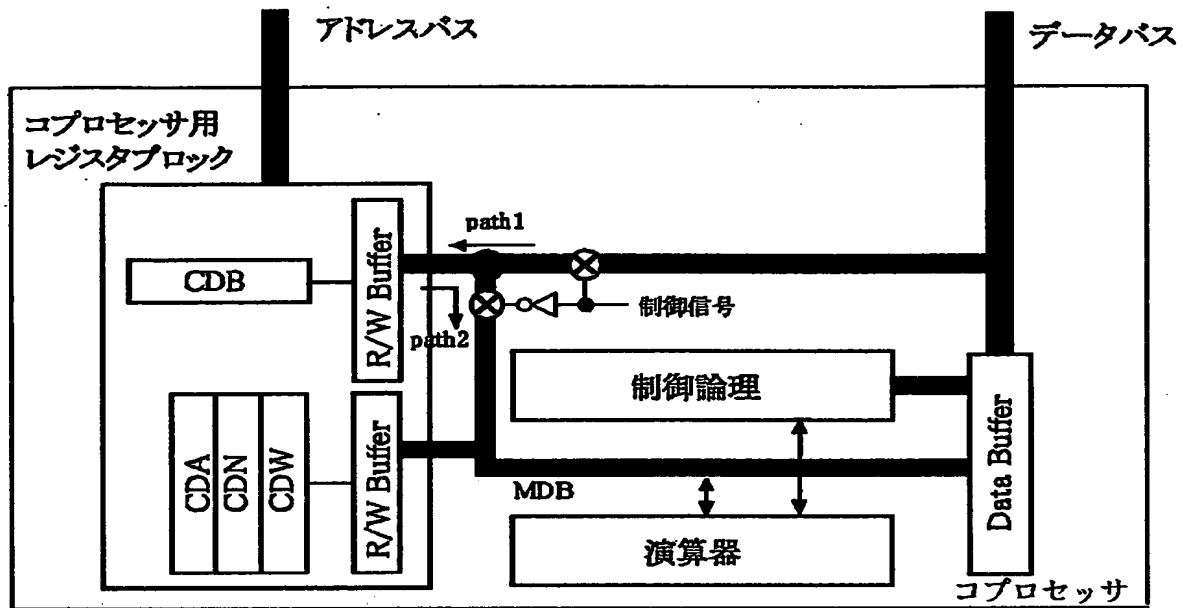 アドレスバス
データバス
コプロセッサ用
レジスタブロック
path1
R/W Buffer
CDB
制御信号
path2
制御論理
Data Buffer
CDA
CDN
CDW
R/W Buffer
MDB
演算器
コプロセッサ